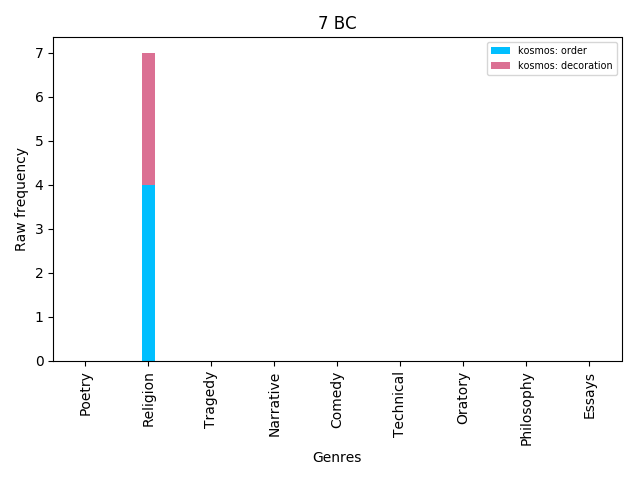 7 BC
kosmos: order
kosmos: decoration
Raw frequency
7
6
5
4
3
2
1
0
Poetry
Religion
Tragedy
Narrative
Comedy
Technical
Oratory
Philosophy
Essays
Genres